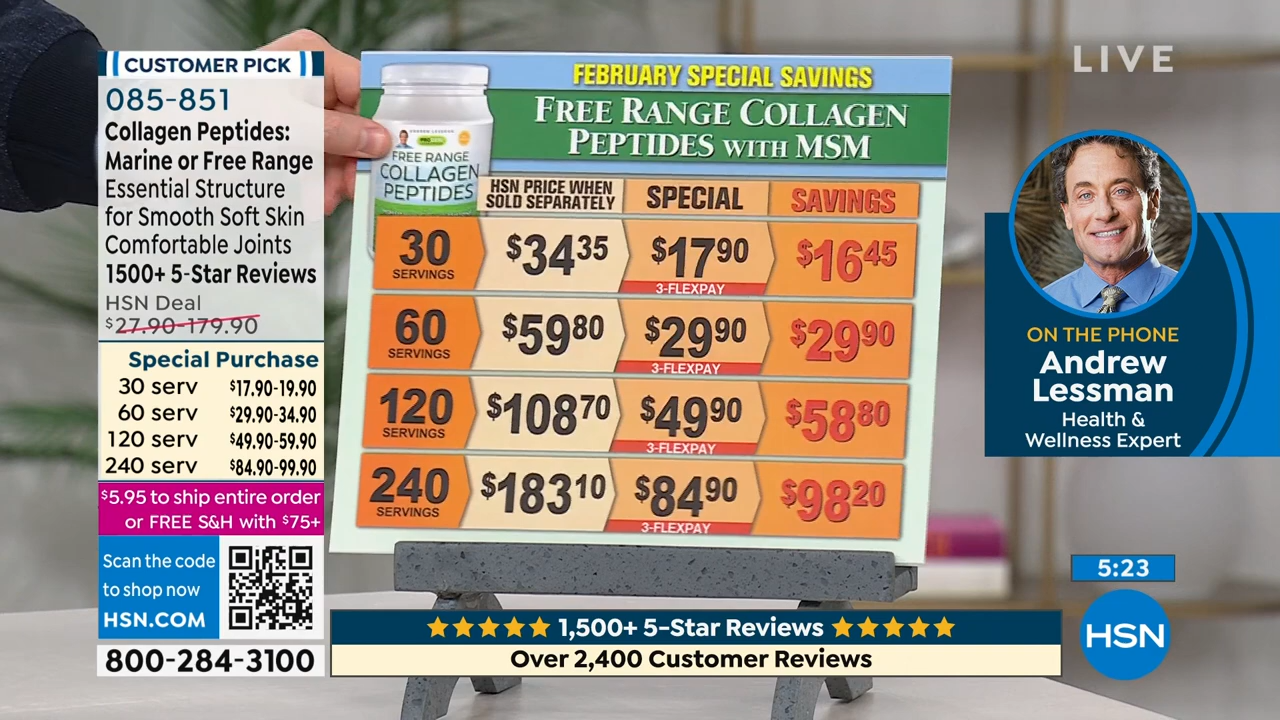 CUSTOMER PICK
085-851
Collagen Peptides:
Marine or Free Range
Essential Structure
for Smooth Soft Skin
Comfortable Joints
1500+ 5-Star Reviews
HSN Deal
$27.90-179.90
Special Purchase
30 serv $17.90-19.90
60 serv $29.90-34.90
120 serv $49.90-59.90
240 serv $84.90-99.90
$5.95 to ship entire order
or FREE S&H with $75+
Scan the code
to shop now
HSN.COM
800-284-3100
FEBRUARY SPECIAL SAVINGS
FREE RANGE COLLAGEN
PEPTIDES WITH MSM
ANDREW LESSMAN
FREE RANGE
COLLAGEN
PEPTIDES
HSN PRICE WHEN
SOLD SEPARATELY
SPECIAL
SAVINGS
30
SERVINGS
$34.35
$17.90
3-FLEXPAY
$16.45
60
SERVINGS
$59.80
$29.90
3-FLEXPAY
$29.90
120
SERVINGS
$108.70
$49.90
3-FLEXPAY
$58.80
240
SERVINGS
$183.10
$84.90
3-FLEXPAY
$98.20
LIVE
ON THE PHONE
Andrew
Lessman
Health &
Wellness Expert
5:23
HSN
1,500+ 5-Star Reviews
Over 2,400 Customer Reviews